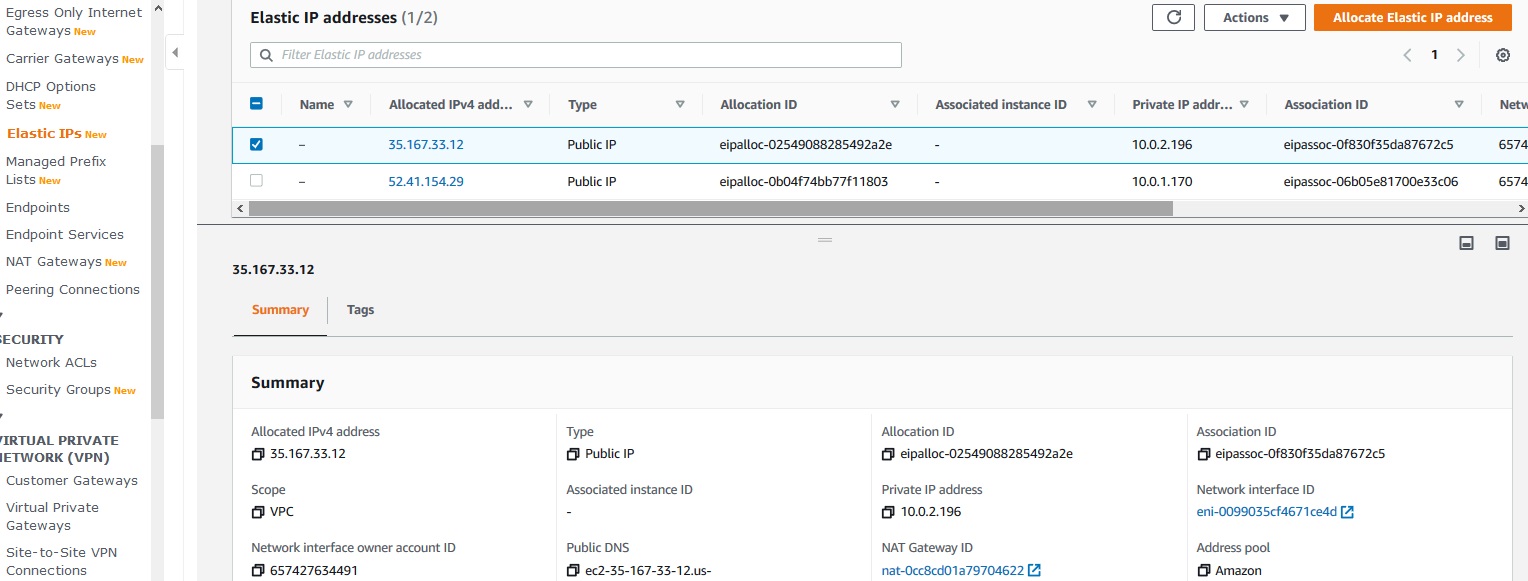 Egress Only Internet
Gateways New
Carrier Gateways New
DHCP Options
Sets New
Elastic IPs New
Managed Prefix
Lists New
Endpoints
Endpoint Services
NAT Gateways New
Peering Connections
SECURITY
Network ACLs
Security Groups New
VIRTUAL PRIVATE
NETWORK (VPN)
Customer Gateways
Virtual Private
Gateways
Site-to-Site VPN
Connections
Elastic IP addresses (1/2)
Actions
Allocate Elastic IP address
Filter Elastic IP addresses
1
Name Allocated IPv4 add... Type Allocation ID Associated instance ID Private IP addr... Association ID Netw
– 35.167.33.12 Public IP eipalloc-02549088285492a2e - 10.0.2.196 eipassoc-0f830f35da87672c5 6574
– 52.41.154.29 Public IP eipalloc-0b04f74bb77f11803 - 10.0.1.170 eipassoc-06b05e81700e33c06 6574
35.167.33.12
Summary Tags
Summary
Allocated IPv4 address Type Allocation ID Association ID
35.167.33.12 Public IP eipalloc-02549088285492a2e eipassoc-0f830f35da87672c5
Scope Associated instance ID Private IP address Network interface ID
VPC - 10.0.2.196 eni-0099035cf4671ce4d
Network interface owner account ID Public DNS NAT Gateway ID Address pool
657427634491 ec2-35-167-33-12.us- nat-0cc8cd01a79704622 Amazon